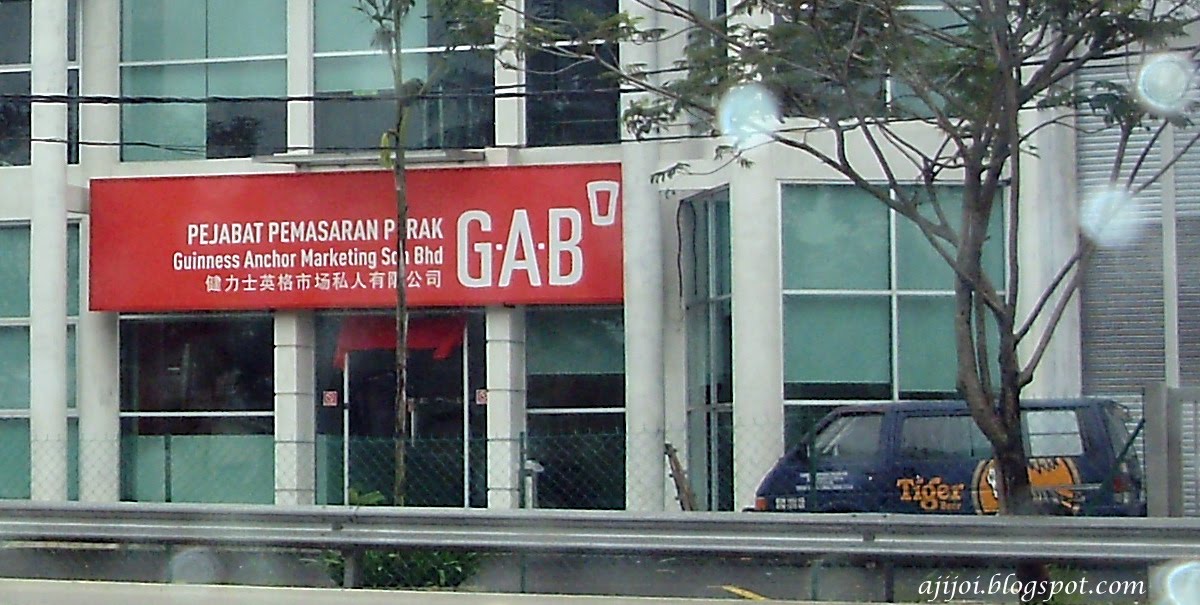 PEJABAT PEMASARAN PERAK
Guinness Anchor Marketing Sdn Bhd
健力士英格市场私人有限公司
G·A·B
Tiger
Beer
ajijoi.blogspot.com